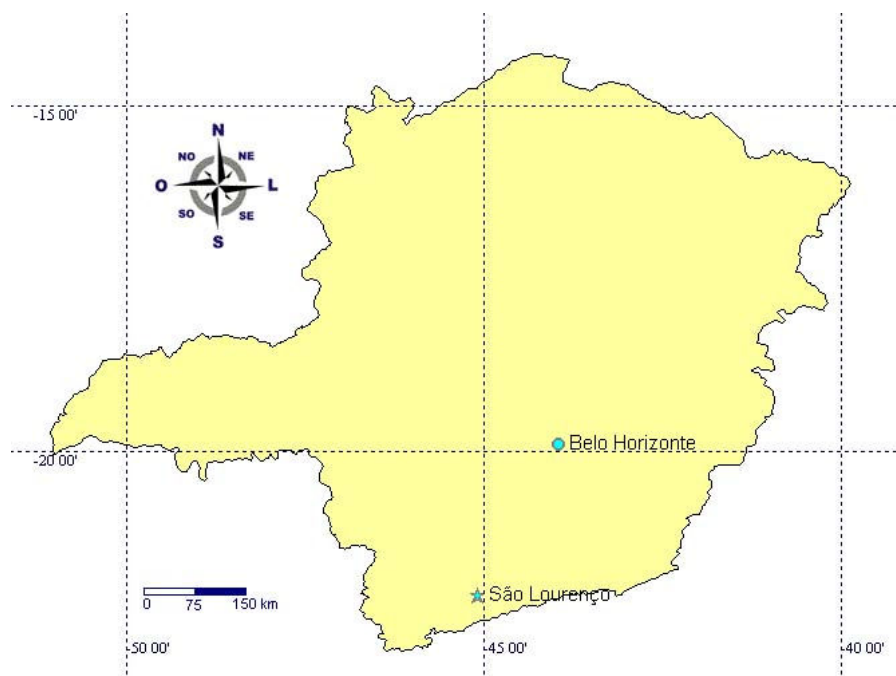 -15 00'
N
NO NE
O L
SO SE
S
Belo Horizonte
-20 00'
São Lourenço
0 75 150 km
-50 00' -45 00' -40 00'